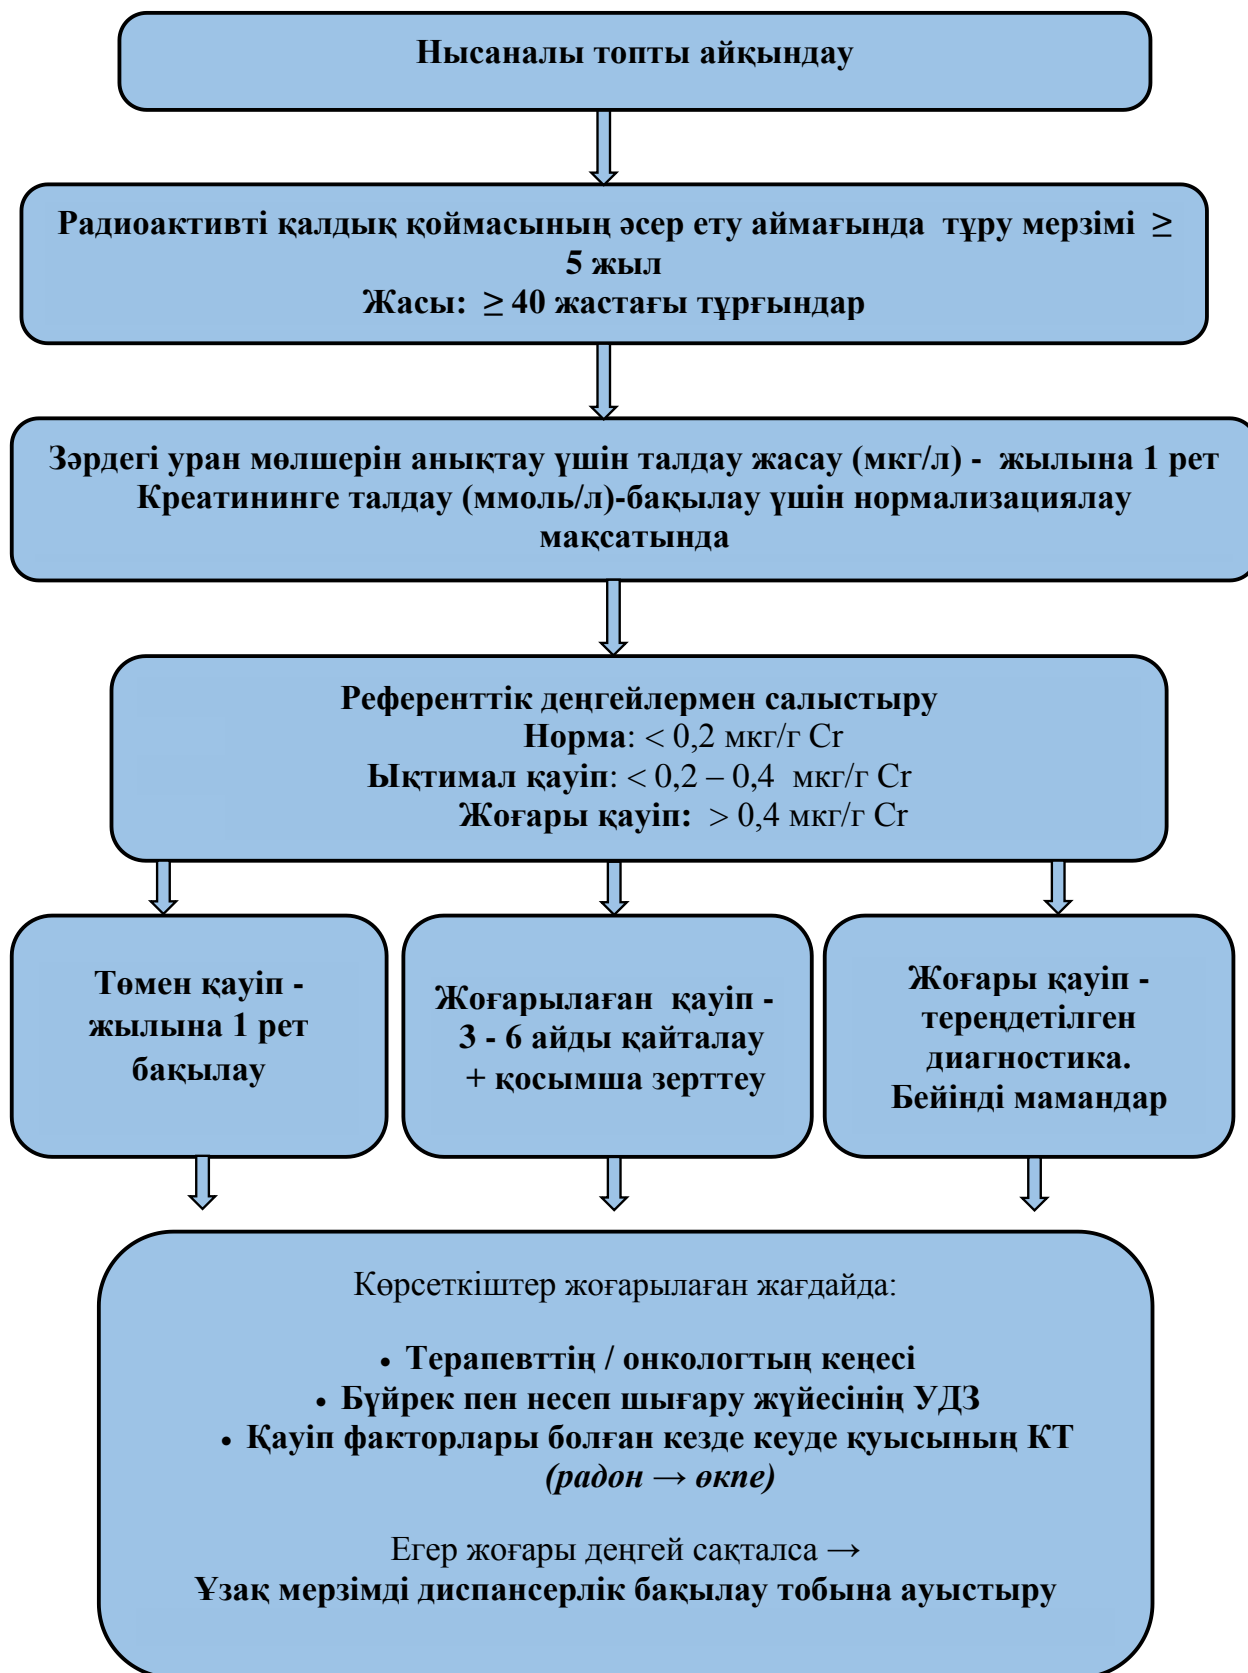 Нысаналы топты айқындау
Радиоактивті қалдық қоймасының әсер ету аймағында тұру мерзімі ≥
5 жыл
Жасы: ≥ 40 жастағы тұрғындар
Зәрдегі уран мөлшерін анықтау үшін талдау жасау (мкг/л) - жылына 1 рет
Креатининге талдау (ммоль/л)-бақылау үшін нормализациялау
мақсатында
Референттік деңгейлермен салыстыру
Норма: < 0,2 мкг/г Cr
Ықтимал қауіп: < 0,2 – 0,4 мкг/г Cr
Жоғары қауіп: > 0,4 мкг/г Cr
Төмен қауіп -
жылына 1 рет
бақылау
Жоғарылаған қауіп -
3 - 6 айды қайталау
+ қосымша зерттеу
Жоғары қауіп -
тереңдетілген
диагностика.
Бейінді мамандар
Көрсеткіштер жоғарылаған жағдайда:
• Терапевттің / онкологтың кеңесі
• Бүйрек пен несеп шығару жүйесінің УДЗ
• Қауіп факторлары болған кезде кеуде қуысының КТ
(радон → өкпе)
Егер жоғары деңгей сақталса →
Ұзақ мерзімді диспансерлік бақылау тобына ауыстыру